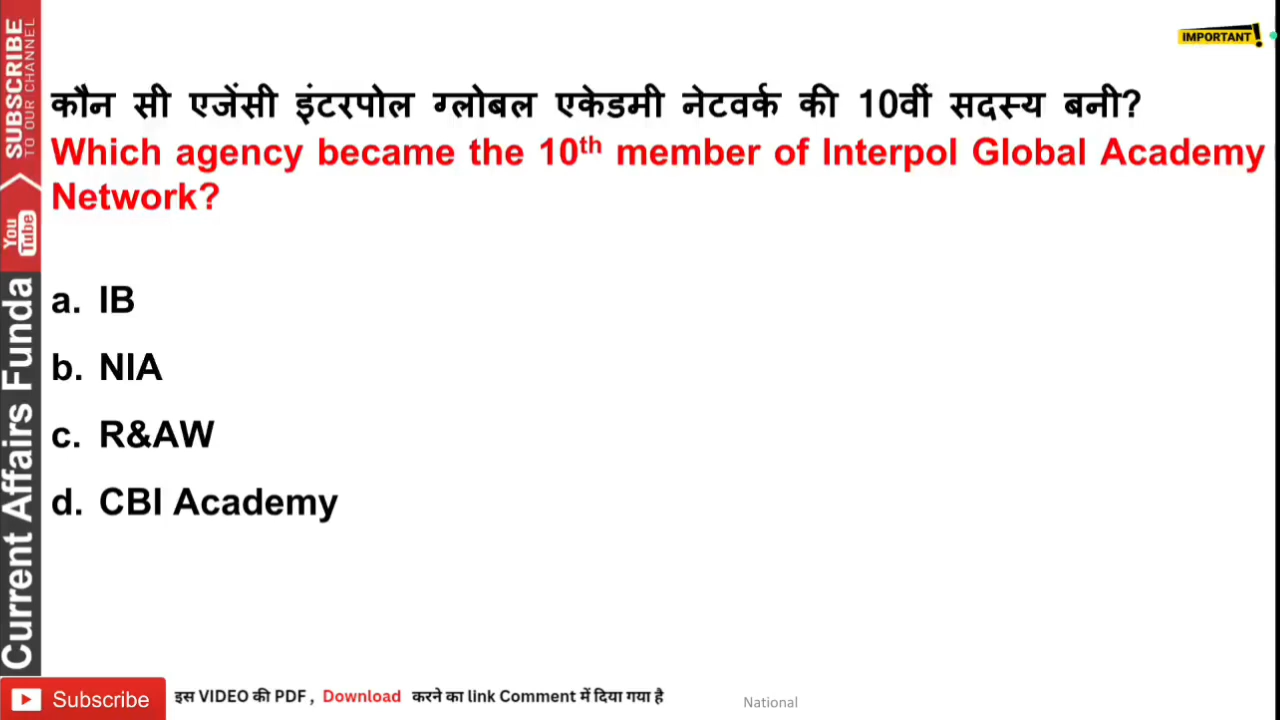 IMPORTANT!
कौन सी एजेंसी इंटरपोल ग्लोबल एकेडमी नेटवर्क की 10वीं सदस्य बनी?
Which agency became the 10th member of Interpol Global Academy
Network?
a. IB
b. NIA
c. R&AW
d. CBI Academy
SUBSCRIBE
TO OUR CHANNEL
You
Tube
Current Affairs Funda
Subscribe
इस VIDEO की PDF , Download करने का link Comment में दिया गया है
National